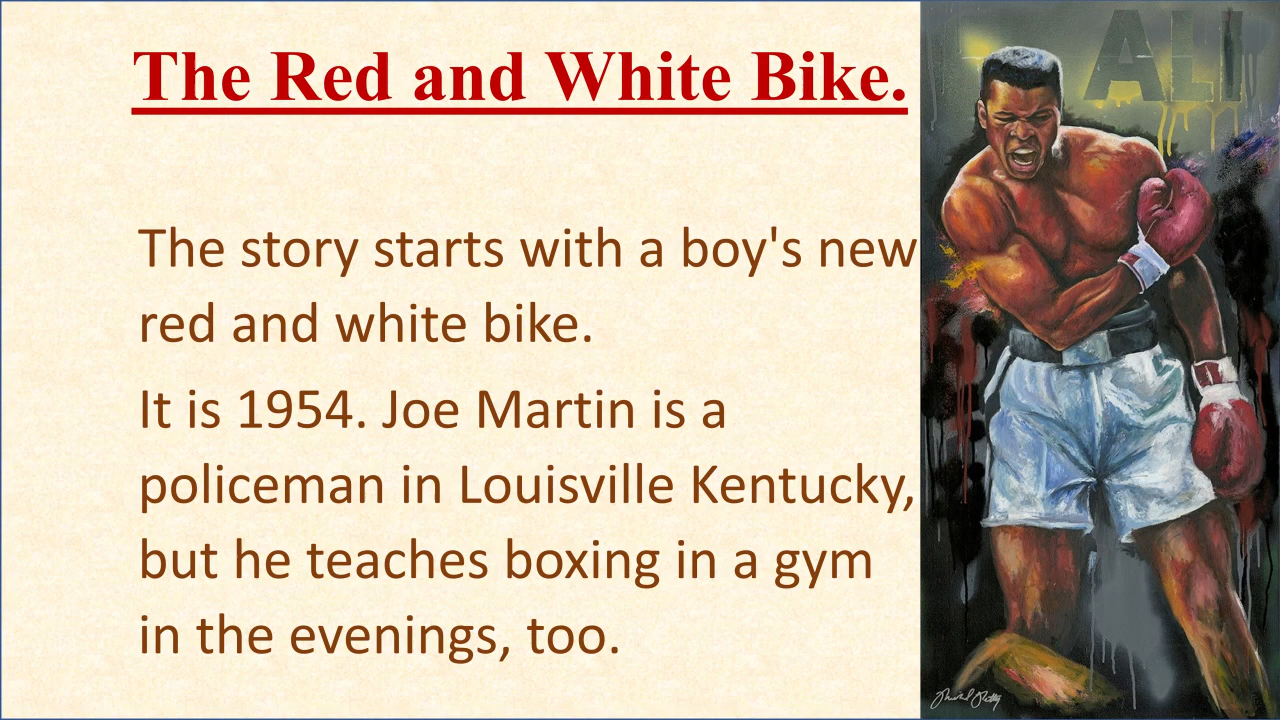 The Red and White Bike.
ALI
The story starts with a boy's new
red and white bike.
It is 1954. Joe Martin is a
policeman in Louisville Kentucky,
but he teaches boxing in a gym
in the evenings, too.